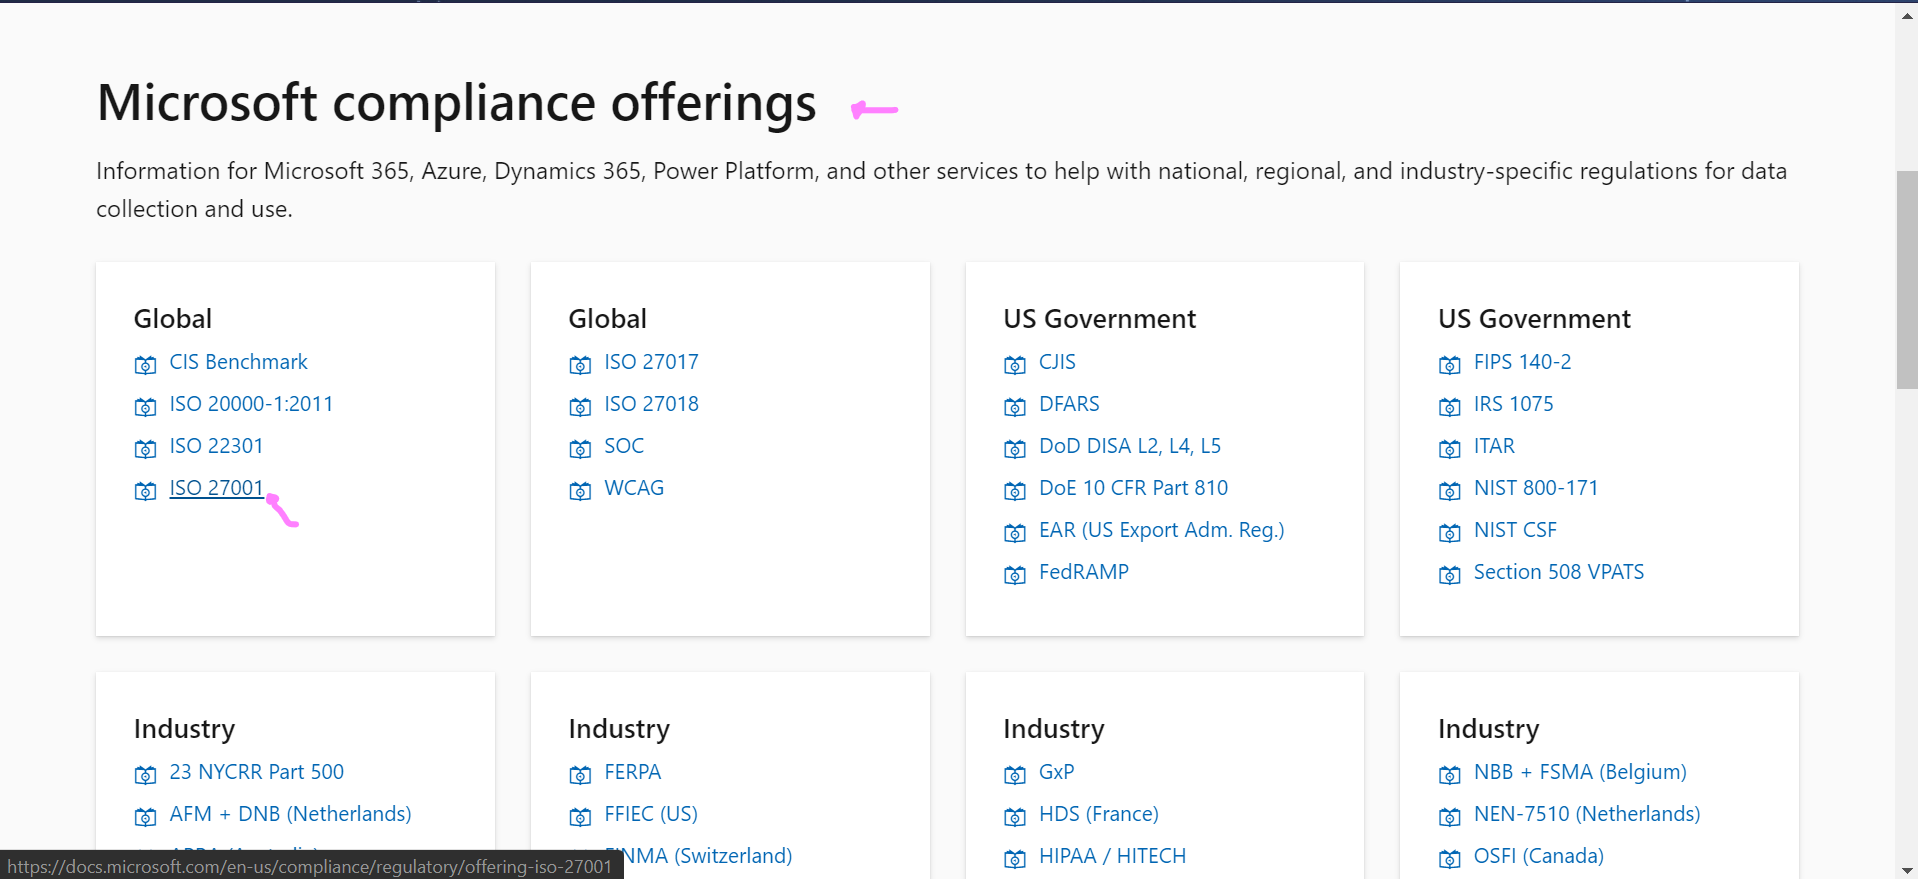 Microsoft compliance offerings
Information for Microsoft 365, Azure, Dynamics 365, Power Platform, and other services to help with national, regional, and industry-specific regulations for data
collection and use.
Global
CIS Benchmark
ISO 20000-1:2011
ISO 22301
ISO 27001
Global
ISO 27017
ISO 27018
SOC
WCAG
US Government
CJIS
DFARS
DoD DISA L2, L4, L5
DoE 10 CFR Part 810
EAR (US Export Adm. Reg.)
FedRAMP
US Government
FIPS 140-2
IRS 1075
ITAR
NIST 800-171
NIST CSF
Section 508 VPATS
Industry
23 NYCRR Part 500
AFM + DNB (Netherlands)
Industry
FERPA
FFIEC (US)
(Switzerland)
Industry
GxP
HDS (France)
HIPAA / HITECH
Industry
NBB + FSMA (Belgium)
NEN-7510 (Netherlands)
OSFI (Canada)
https://docs.microsoft.com/en-us/compliance/regulatory/offering-iso-27001